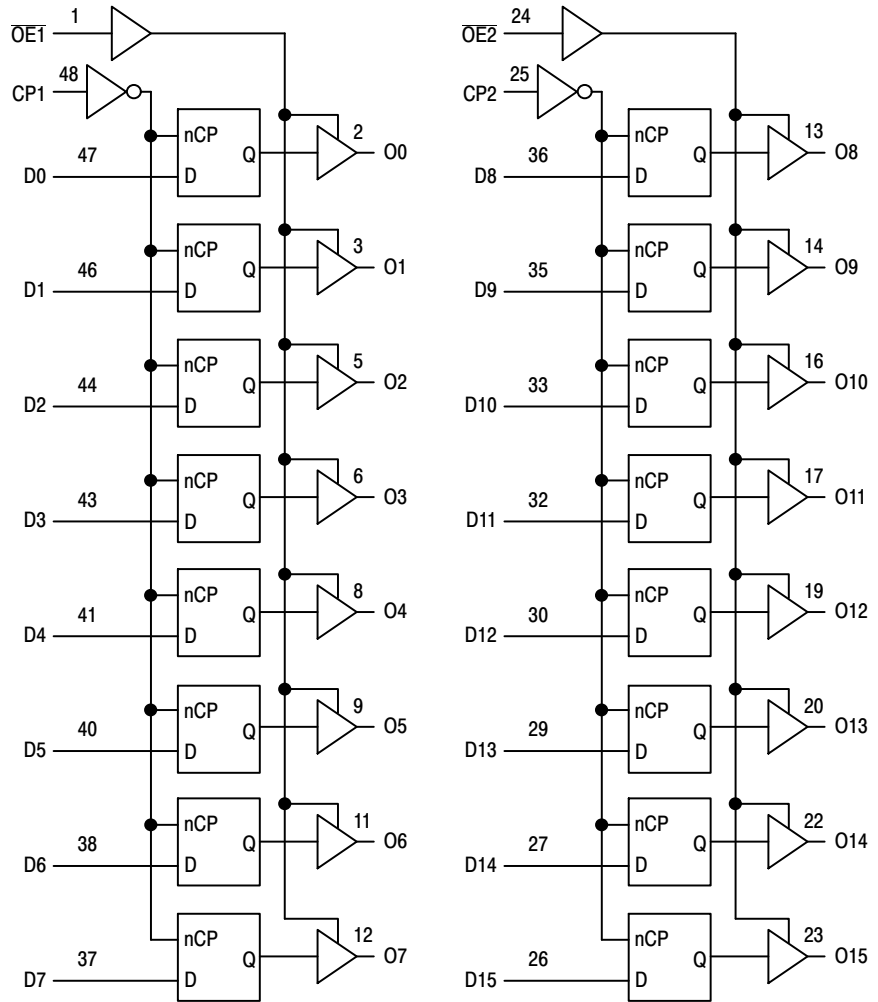 1
OE1
48
CP1
nCP
2
47
Q
O0
D0
D
nCP
3
46
Q
O1
D1
D
nCP
5
44
Q
O2
D2
D
nCP
6
43
Q
O3
D3
D
nCP
8
41
Q
O4
D4
D
nCP
9
40
Q
O5
D5
D
nCP
11
38
Q
O6
D6
D
nCP
12
37
Q
O7
D7
D
24
OE2
25
CP2
nCP
13
36
Q
O8
D8
D
nCP
14
35
Q
O9
D9
D
nCP
16
33
Q
O10
D10
D
nCP
17
32
Q
O11
D11
D
nCP
19
30
Q
O12
D12
D
nCP
20
29
Q
O13
D13
D
nCP
22
27
Q
O14
D14
D
nCP
23
26
Q
O15
D15
D